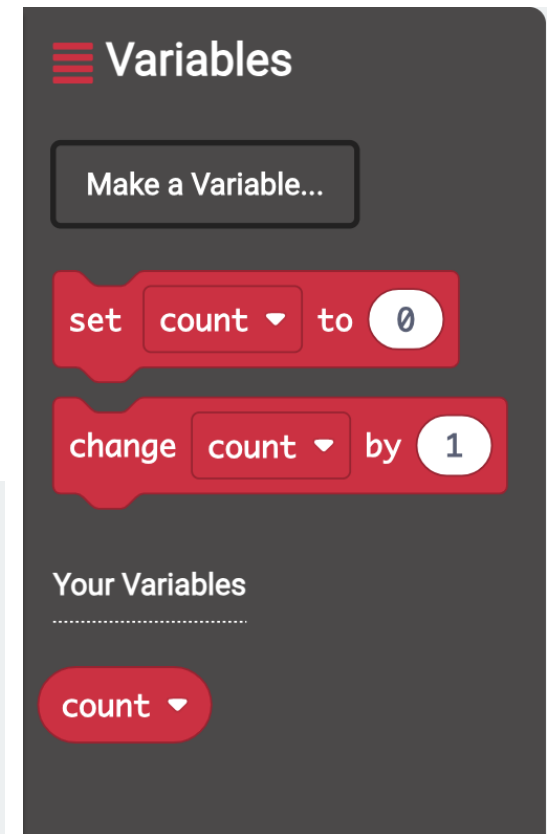 Variables
Make a Variable...
set count to 0
change count by 1
Your Variables
count